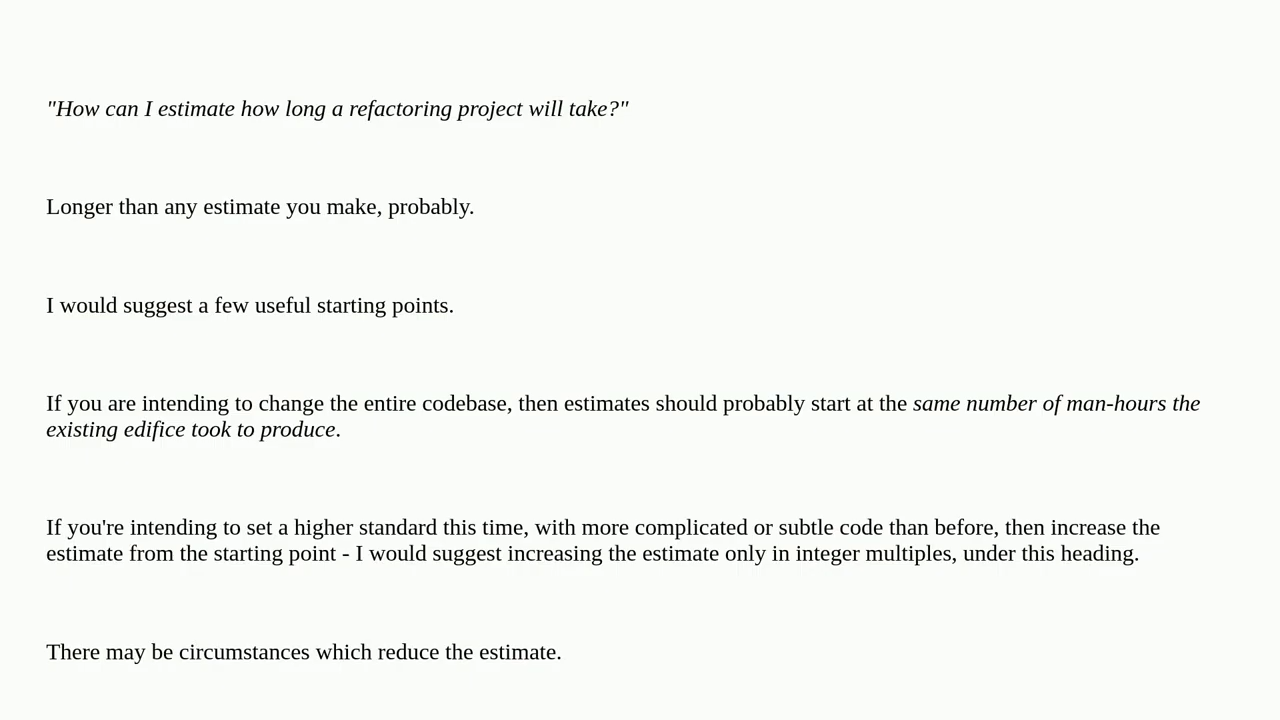 "How can I estimate how long a refactoring project will take?"
Longer than any estimate you make, probably.
I would suggest a few useful starting points.
If you are intending to change the entire codebase, then estimates should probably start at the same number of man-hours the
existing edifice took to produce.
If you're intending to set a higher standard this time, with more complicated or subtle code than before, then increase the
estimate from the starting point - I would suggest increasing the estimate only in integer multiples, under this heading.
There may be circumstances which reduce the estimate.